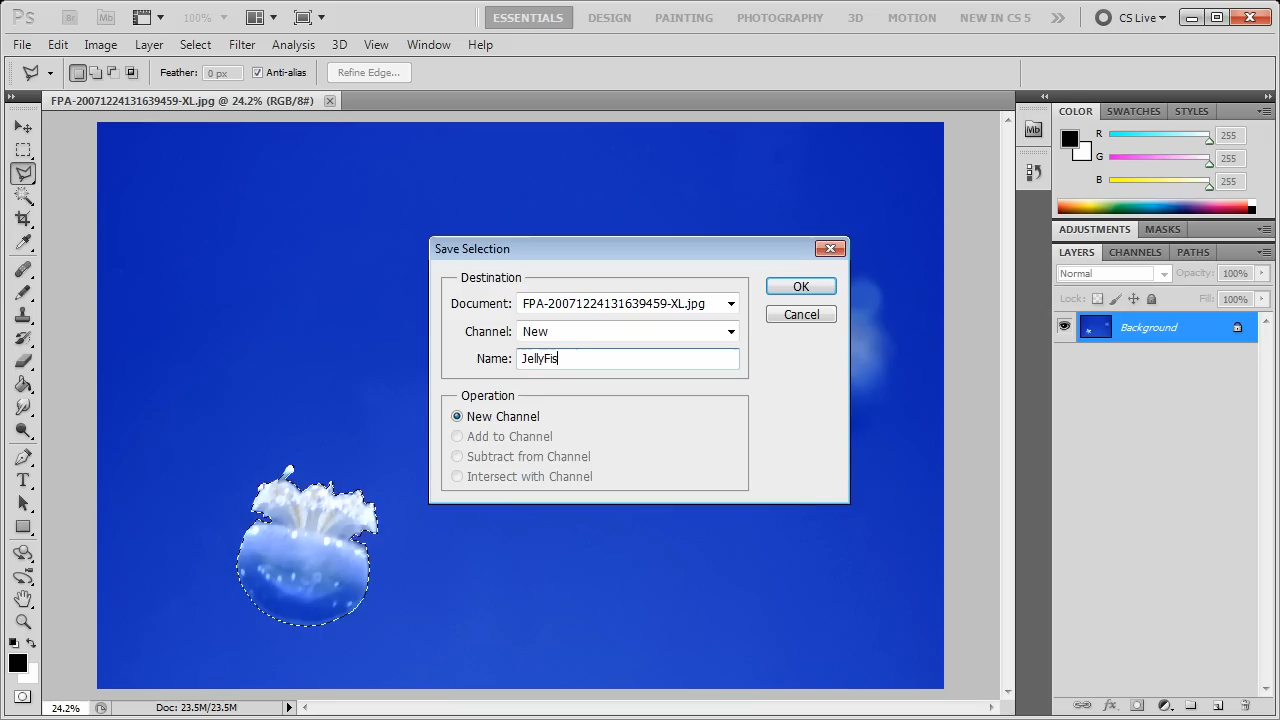 Ps Br Mb 100% ESSENTIALS DESIGN PAINTING PHOTOGRAPHY 3D MOTION NEW IN CS 5 CS Live
File Edit Image Layer Select Filter Analysis 3D View Window Help
Feather: 0 px Anti-alias Refine Edge...
FPA-20071224131639459-XL.jpg @ 24.2% (RGB/8#)
COLOR SWATCHES STYLES
Mb
R 255
G 255
B 255
ADJUSTMENTS MASKS
LAYERS CHANNELS PATHS
Normal Opacity: 100%
Lock: Fill: 100%
Background
Save Selection
Destination
Document: FPA-20071224131639459-XL.jpg
Channel: New
Name: JellyFis
OK
Cancel
Operation
New Channel
Add to Channel
Subtract from Channel
Intersect with Channel
T
fx
24.2% Doc: 23.5M/23.5M